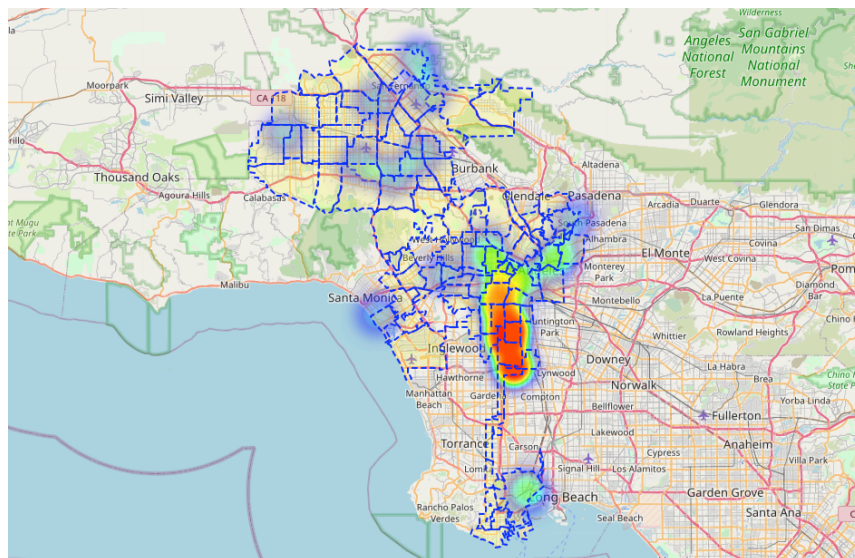 Wilderness
Angeles
National
Forest
San Gabriel
Mountains
National
Monument
Moorpark
Simi Valley
CA 18
San Fernando
Thousand Oaks
Burbank
Altadena
Agoura Hills
Calabasas
Glendale
Pasadena
Arcadia
Duarte
Glendora
South Pasadena
San Dimas
Alhambra
El Monte
Covina
West Covina
West Hollywood
Beverly Hills
Monterey
Park
Malibu
Santa Monica
Montebello
La Puente
Diamond
Bar
Huntington
Park
Whittier
Rowland Heights
Inglewood
Downey
La Habra
Hawthorne
Lynwood
Norwalk
Brea
Manhattan
Beach
Compton
Yorba Linda
Bellflower
Fullerton
Lakewood
Torrance
Carson
Anaheim
Cypress
Villa Park
Signal Hill
Los Alamitos
Rancho Palos
Verdes
Long Beach
Garden Grove
Seal Beach
Santa Ana